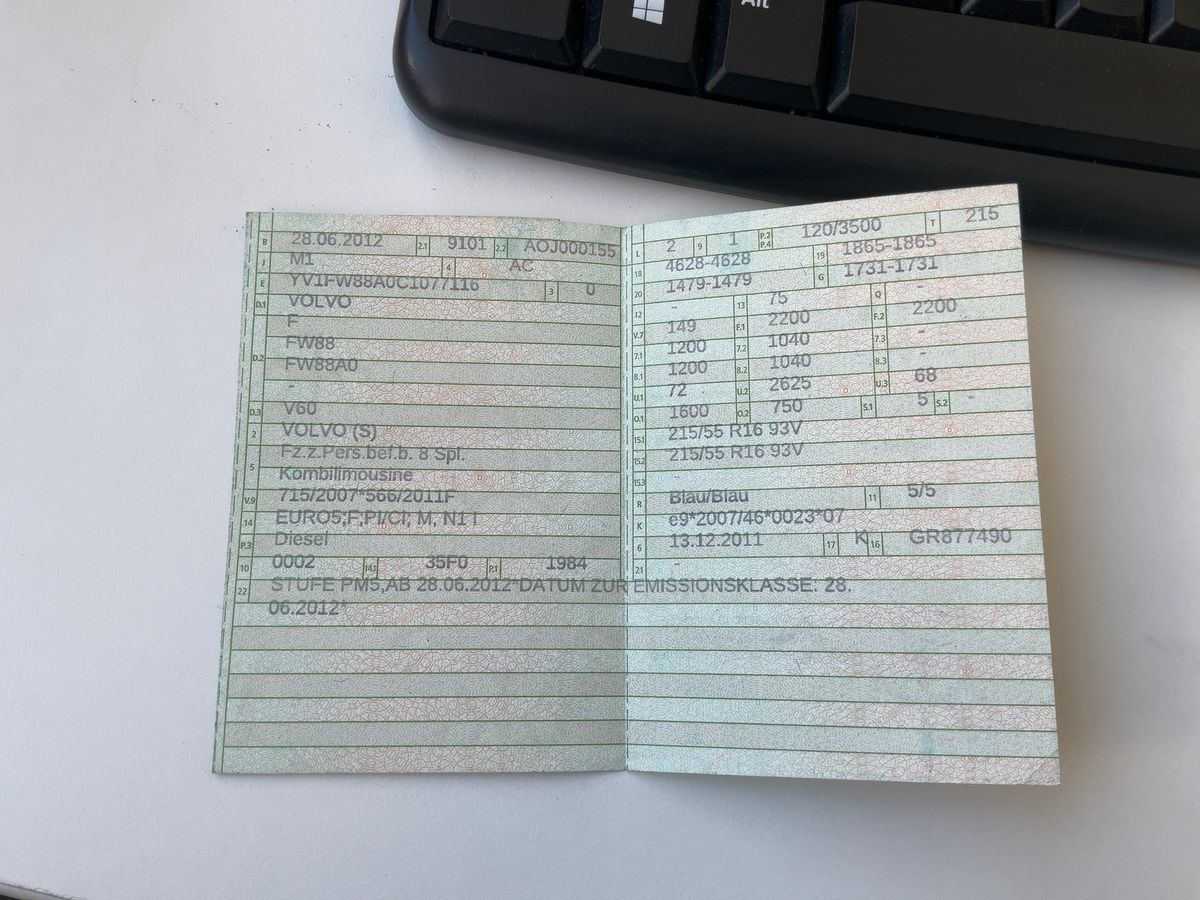 Alt
B 28.06.2012 2.1 9101 2.2 AOJ000155
J M1 4 AC
E YV1FW88A0C1077116 3 0
D.1 VOLVO
F
D.2 FW88
FW88A0
-
D.3 V60
2 VOLVO (S)
5 Fz.z.Pers.bef.b. 8 Spl.
Kombilimousine
V.9 715/2007*566/2011F
14 EURO5;F;PI/CI; M, N1 I
P.3 Diesel
10 0002 14.1 35F0 P.1 1984
22 STUFE PM5,AB 28.06.2012*DATUM ZUR EMISSIONSKLASSE: 28.
06.2012*
L 2 9 1 P.2 P.4 120/3500 T 215
18 4628-4628 19 1865-1865
20 1479-1479 G 1731-1731
12 - 13 75 Q -
V.7 149 F.1 2200 F.2 2200
7.1 1200 7.2 1040 7.3 -
8.1 1200 8.2 1040 8.3 -
U.1 72 U.2 2625 U.3 68
O.1 1600 O.2 750 S.1 5 S.2 -
15.1 215/55 R16 93V
15.2 215/55 R16 93V
15.3 -
R Blau/Blau 11 5/5
K e9*2007/46*0023*07
6 13.12.2011 17 K 16 GR877490
21 -